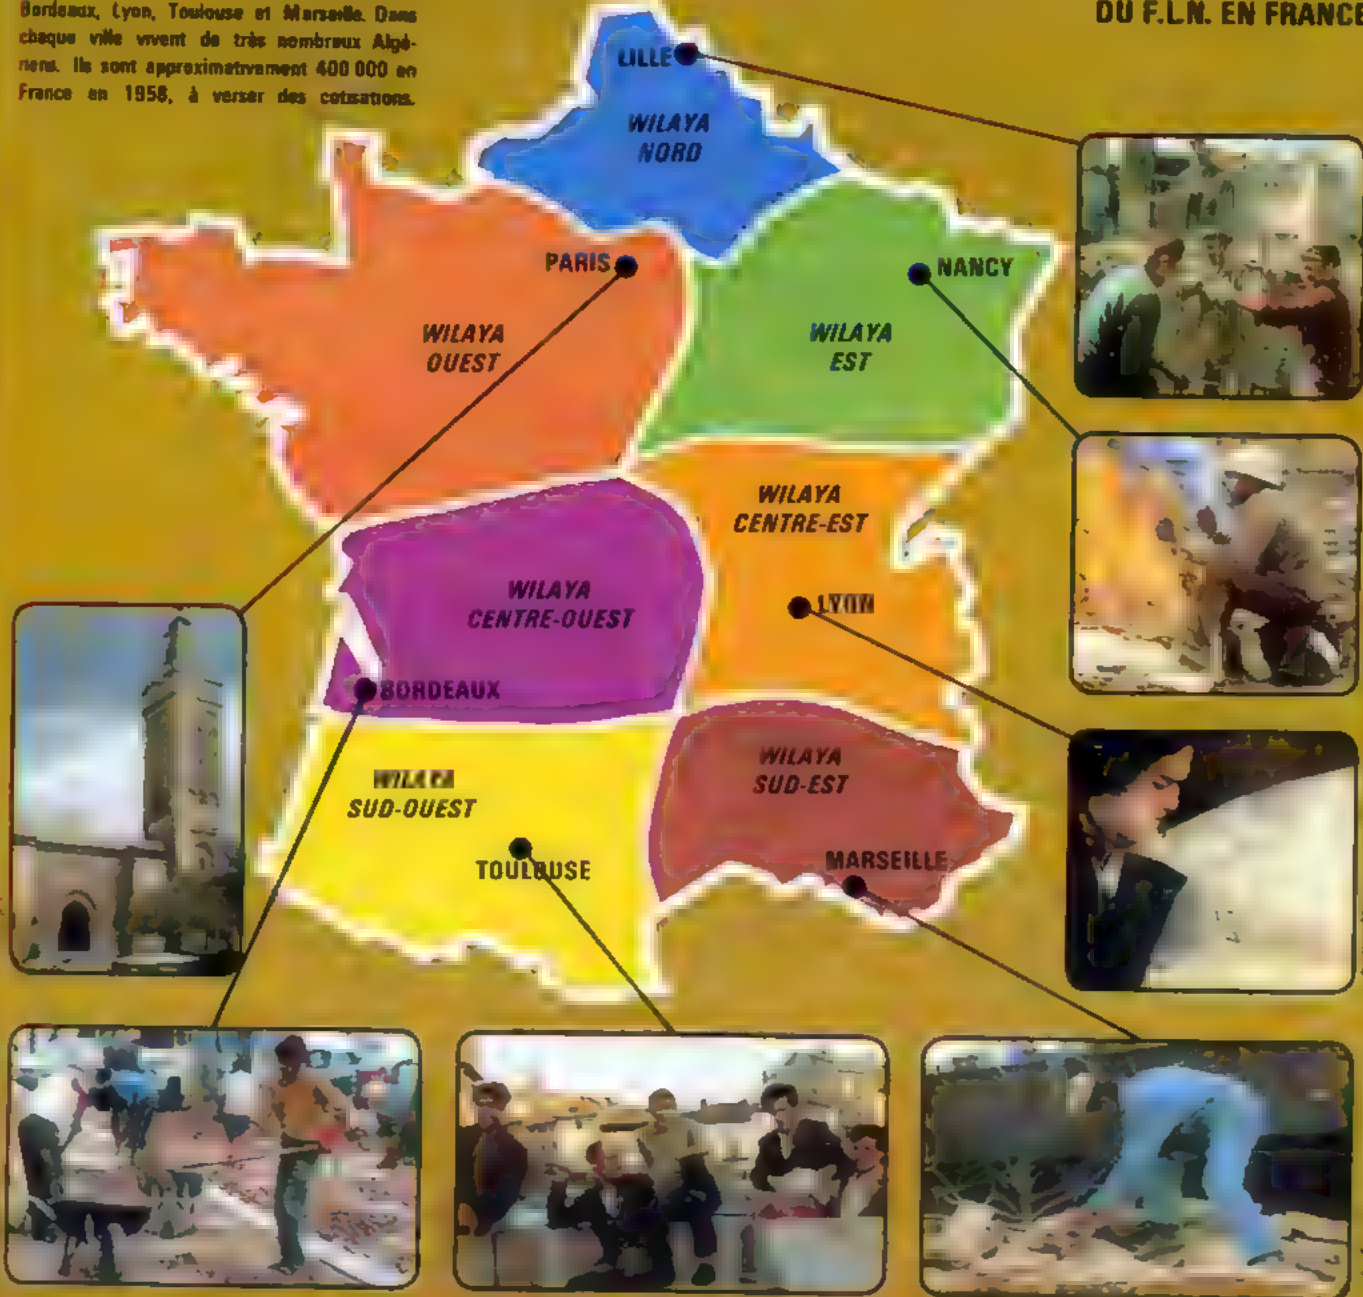 Bordeaux, Lyon, Toulouse et Marseille. Dans
chaque ville vivent de très nombreux Algé-
riens. Ils sont approximativement 400 000 en
France en 1958, à verser des cotisations.
DU F.L.N. EN FRANCE
LILLE
WILAYA
NORD
PARIS
NANCY
WILAYA
OUEST
WILAYA
EST
WILAYA
CENTRE-EST
WILAYA
CENTRE-OUEST
LYON
BORDEAUX
WILAYA
SUD-EST
WILAYA
SUD-OUEST
MARSEILLE
TOULOUSE